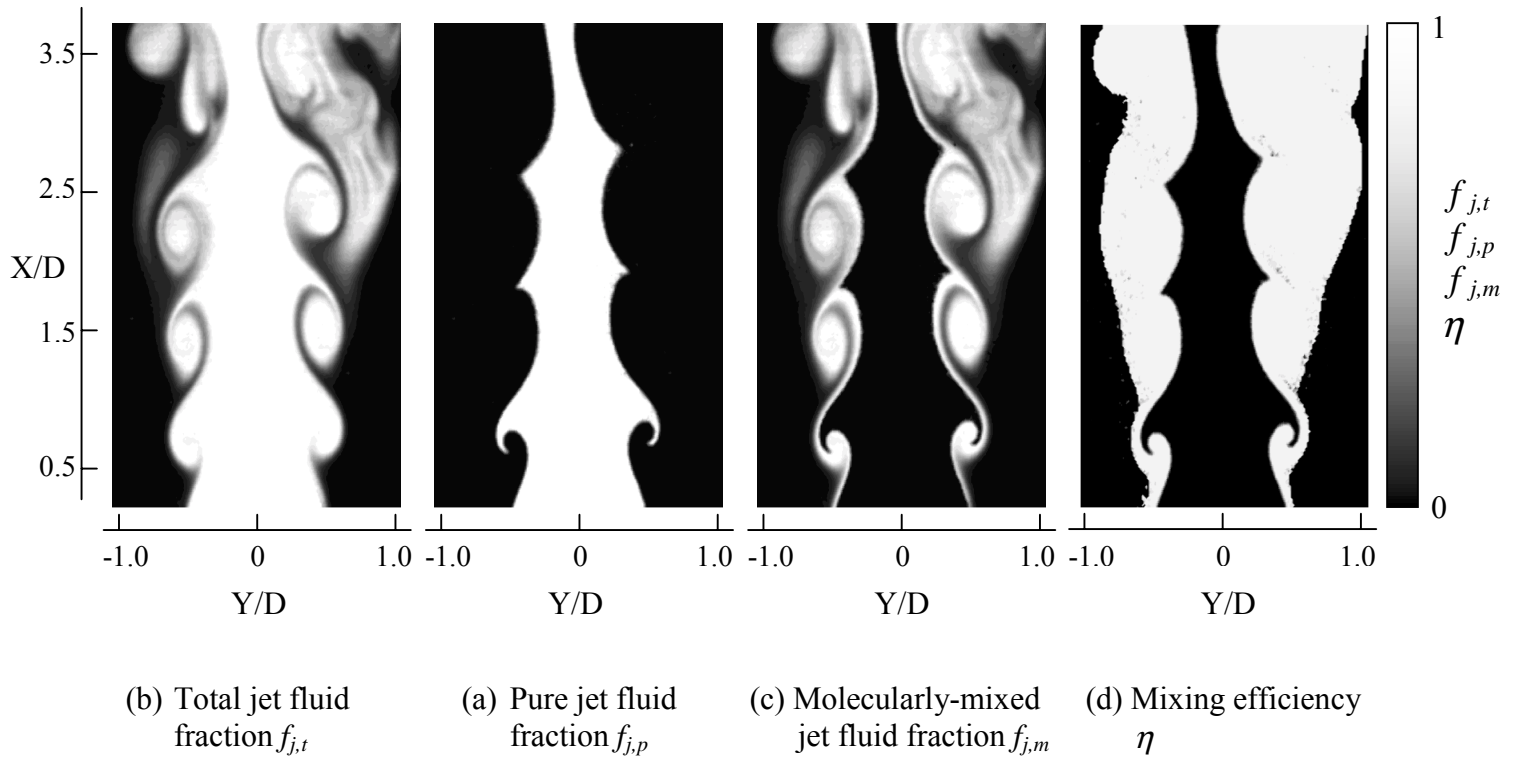 3.5
2.5
X/D
1.5
0.5
1
f j,t
f j,p
f j,m
η
0
-1.0 0 1.0
-1.0 0 1.0
-1.0 0 1.0
-1.0 0 1.0
Y/D
Y/D
Y/D
Y/D
(b) Total jet fluid
fraction f j,t
(a) Pure jet fluid
fraction f j,p
(c) Molecularly-mixed
jet fluid fraction f j,m
(d) Mixing efficiency
η